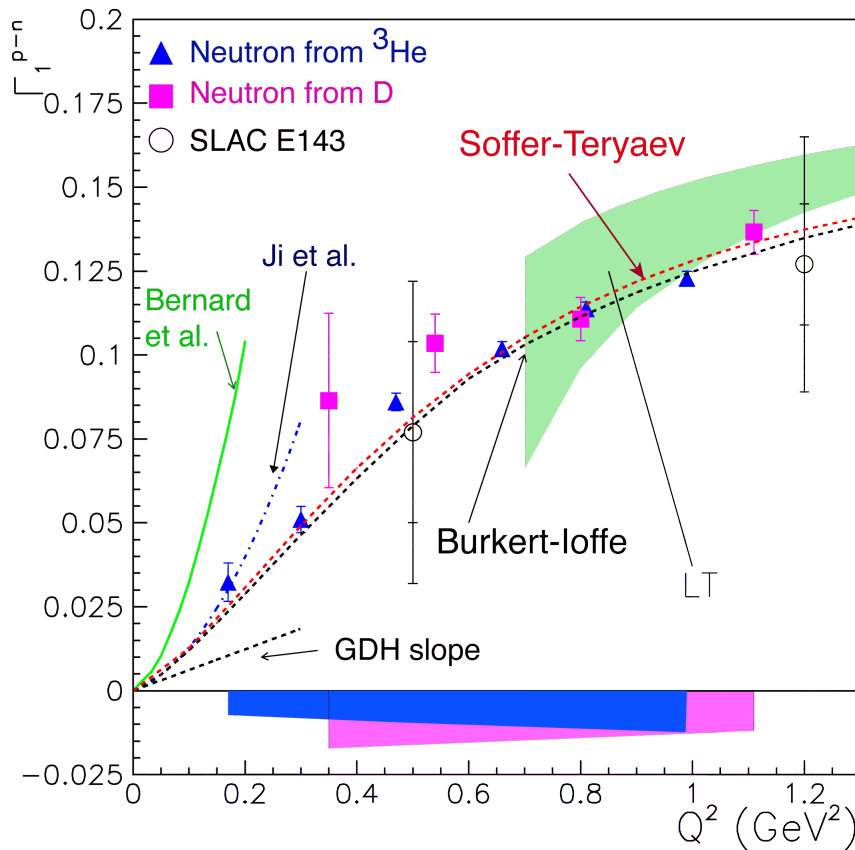 Γ₁ᵖ⁻ⁿ
0.2
0.175
0.15
0.125
0.1
0.075
0.05
0.025
0
−0.025
Neutron from ³He
Neutron from D
SLAC E143
Soffer-Teryaev
Ji et al.
Bernard
et al.
Burkert-Ioffe
LT
GDH slope
0 0.2 0.4 0.6 0.8 1 1.2
Q² (GeV²)